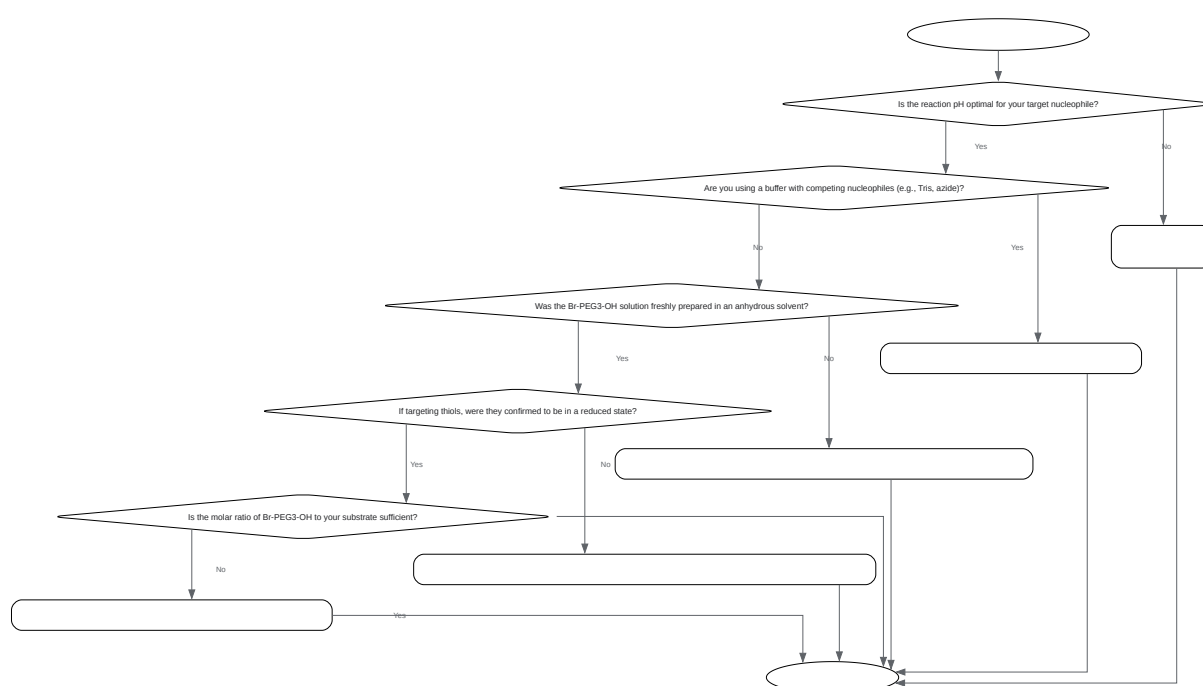 Is the reaction pH optimal for your target nucleophile?
Yes
No
Are you using a buffer with competing nucleophiles (e.g., Tris, azide)?
No
Yes
Was the Br-PEG3-OH solution freshly prepared in an anhydrous solvent?
Yes
No
If targeting thiols, were they confirmed to be in a reduced state?
Yes
No
Is the molar ratio of Br-PEG3-OH to your substrate sufficient?
No
Yes